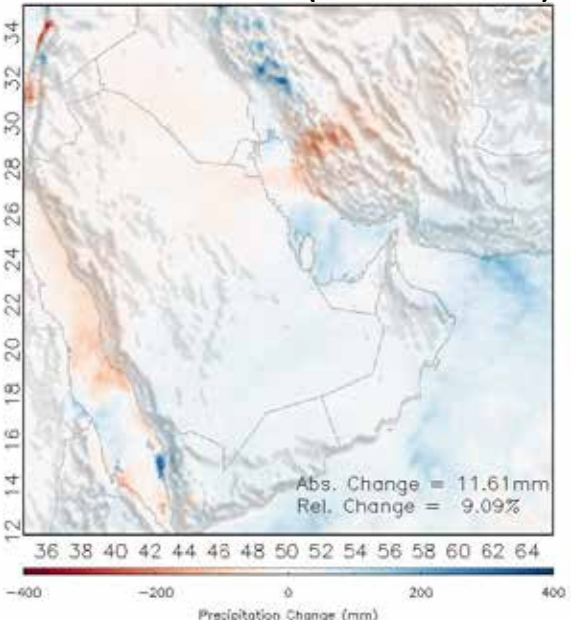 34
32
30
28
26
24
22
20
18
16
14
12
Abs. Change = 11.61mm
Rel. Change = 9.09%
36 38 40 42 44 46 48 50 52 54 56 58 60 62 64
-400 -200 0 200 400
Precipitation Change (mm)